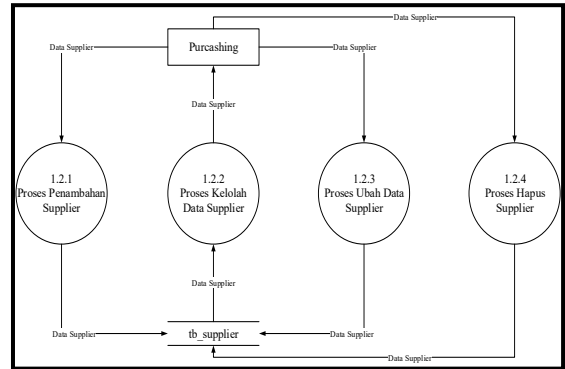 Data Supplier
Data Supplier
Purcashing
Data Supplier
Data Supplier
1.2.1
Proses Penambahan
Supplier
1.2.2
Proses Kelolah
Data Supplier
1.2.3
Proses Ubah Data
Supplier
1.2.4
Proses Hapus
Supplier
Data Supplier
Data Supplier
tb_supplier
Data Supplier
Data Supplier